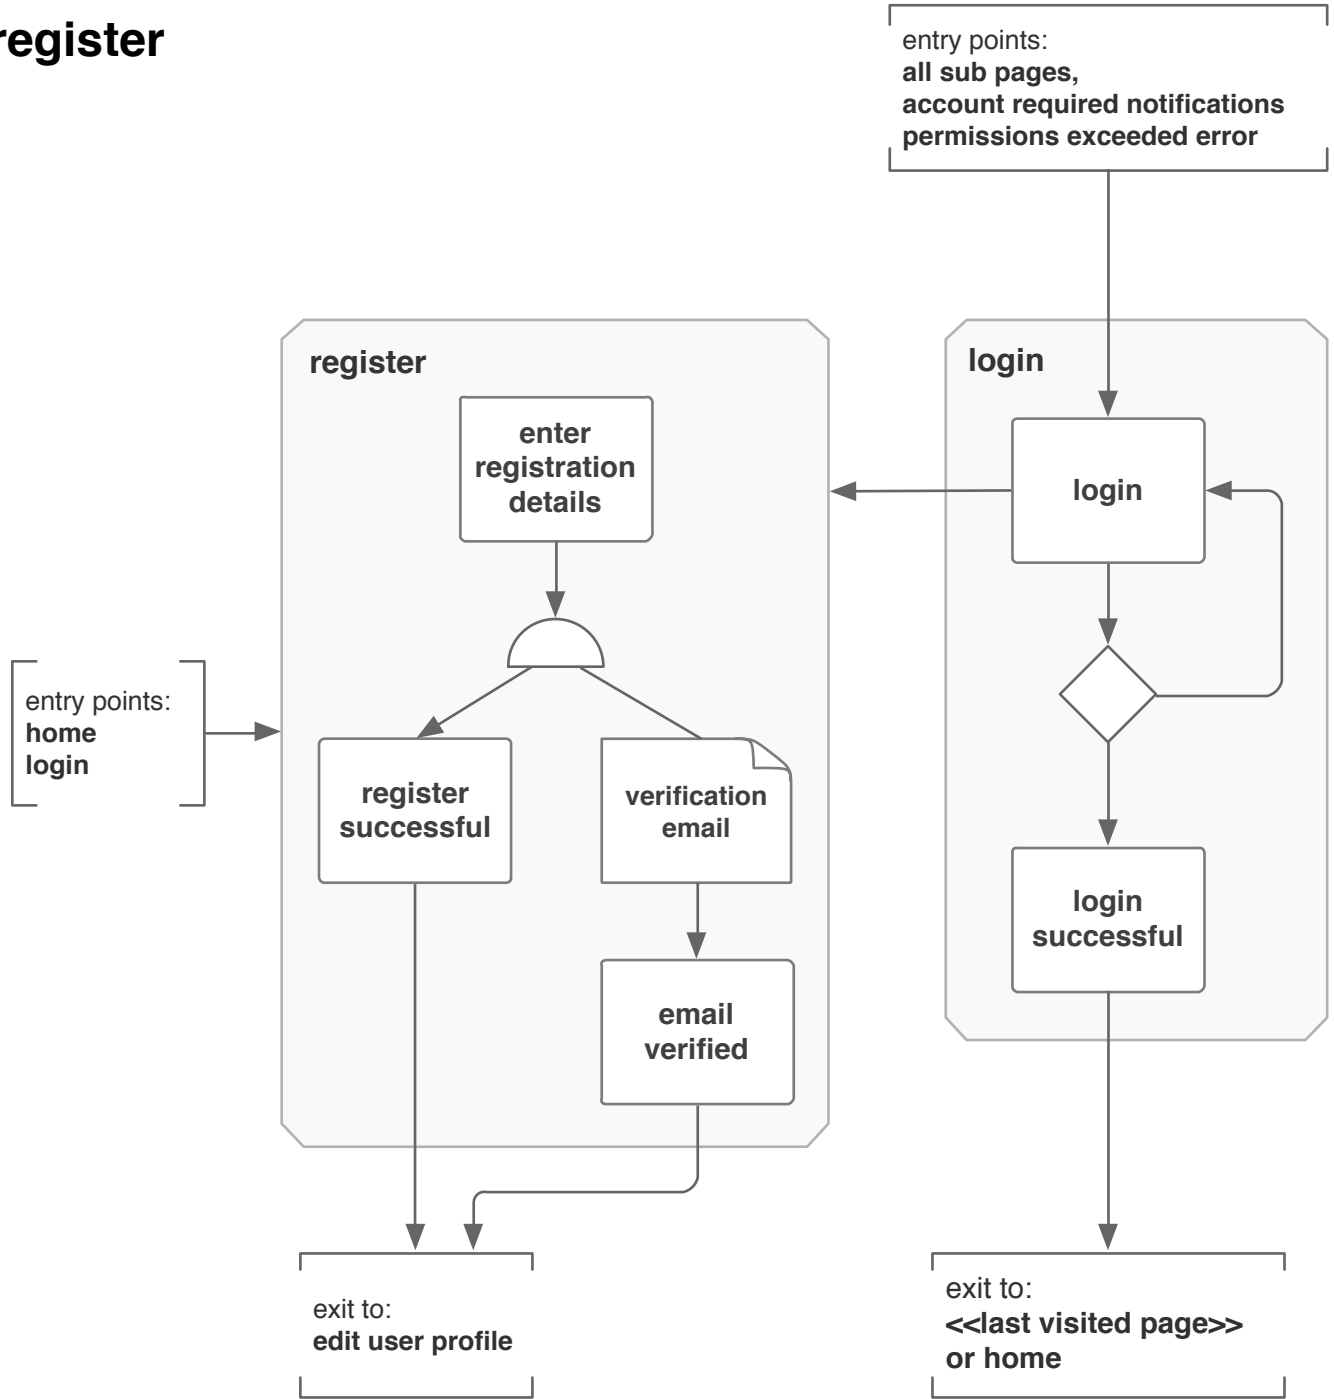 register
entry points:
all sub pages,
account required notifications
permissions exceeded error
register
login
enter
registration
details
login
entry points:
home
login
register
successful
verification
email
login
successful
email
verified
exit to:
edit user profile
exit to:
<<last visited page>>
or home